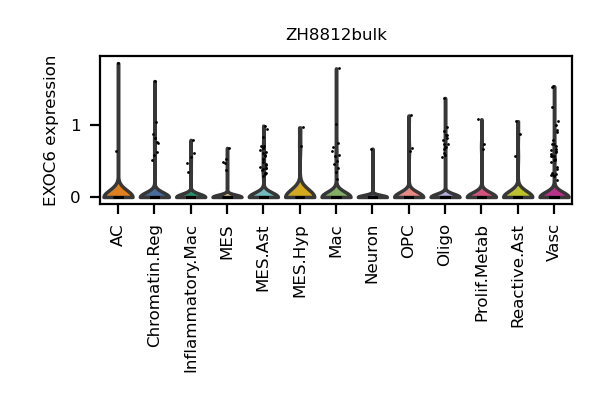 ZH8812bulk
EXOC6 expression
1
0
AC
Chromatin.Reg
Inflammatory.Mac
MES
MES.Ast
MES.Hyp
Mac
Neuron
OPC
Oligo
Prolif.Metab
Reactive.Ast
Vasc